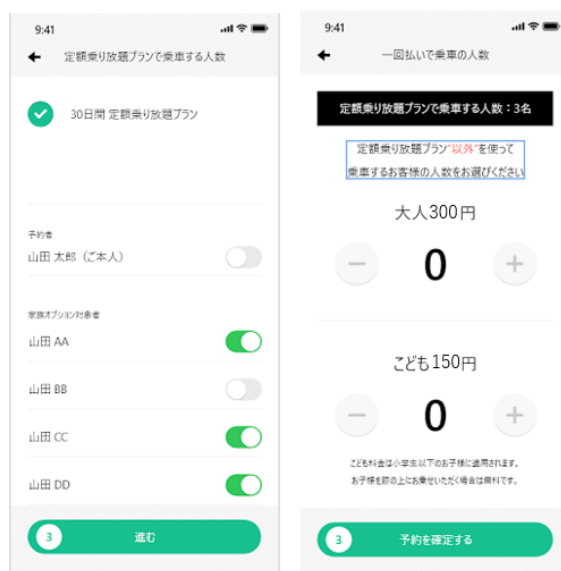 9:41
定額乗り放題プランで乗車する人数
30日間 定額乗り放題プラン
予約者
山田 太郎（ご本人）
家族オプション対象者
山田 AA
山田 BB
山田 CC
山田 DD
3 進む
9:41
一回払いで乗車の人数
定額乗り放題プランで乗車する人数：3名
定額乗り放題プラン"以外"を使って
乗車するお客様の人数をお選びください
大人300円
0
こども150円
0
こども料金は小学生以下のお子様に適用されます。
お子様を膝の上にお乗せいただく場合は無料です。
3 予約を確定する